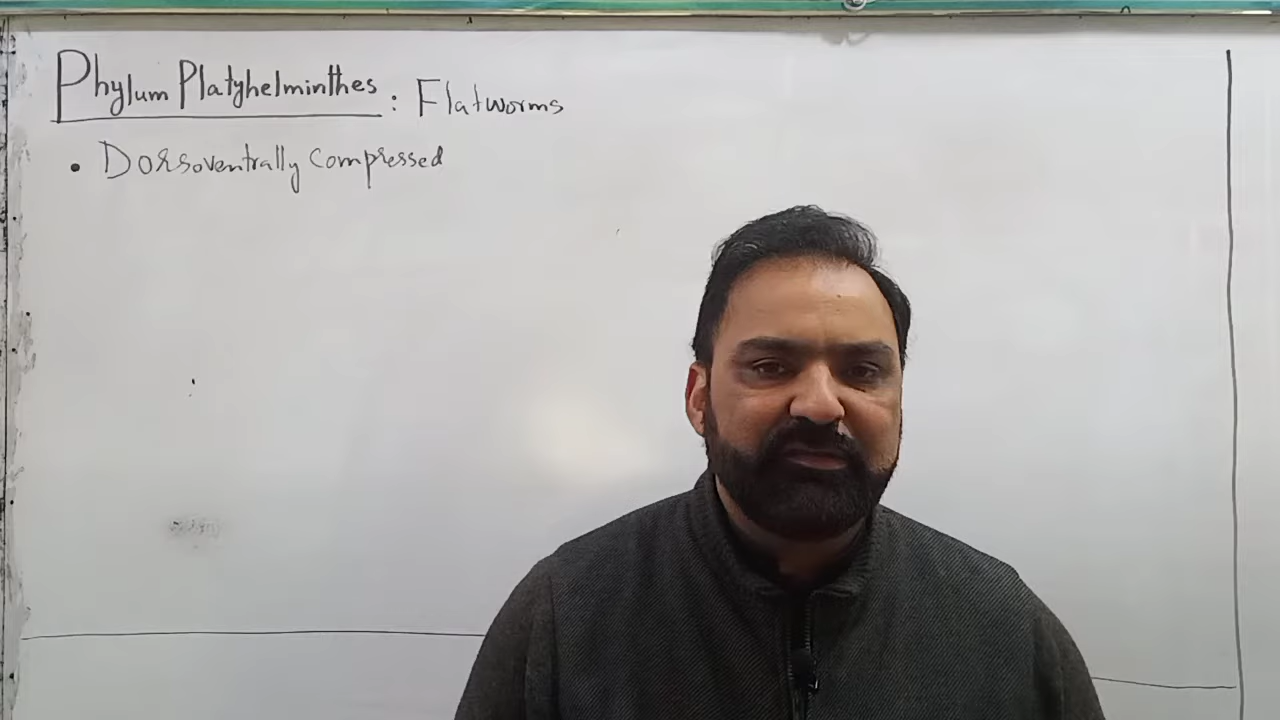 Phylum Platyhelminthes : Flatworms
• Dorsoventrally compressed